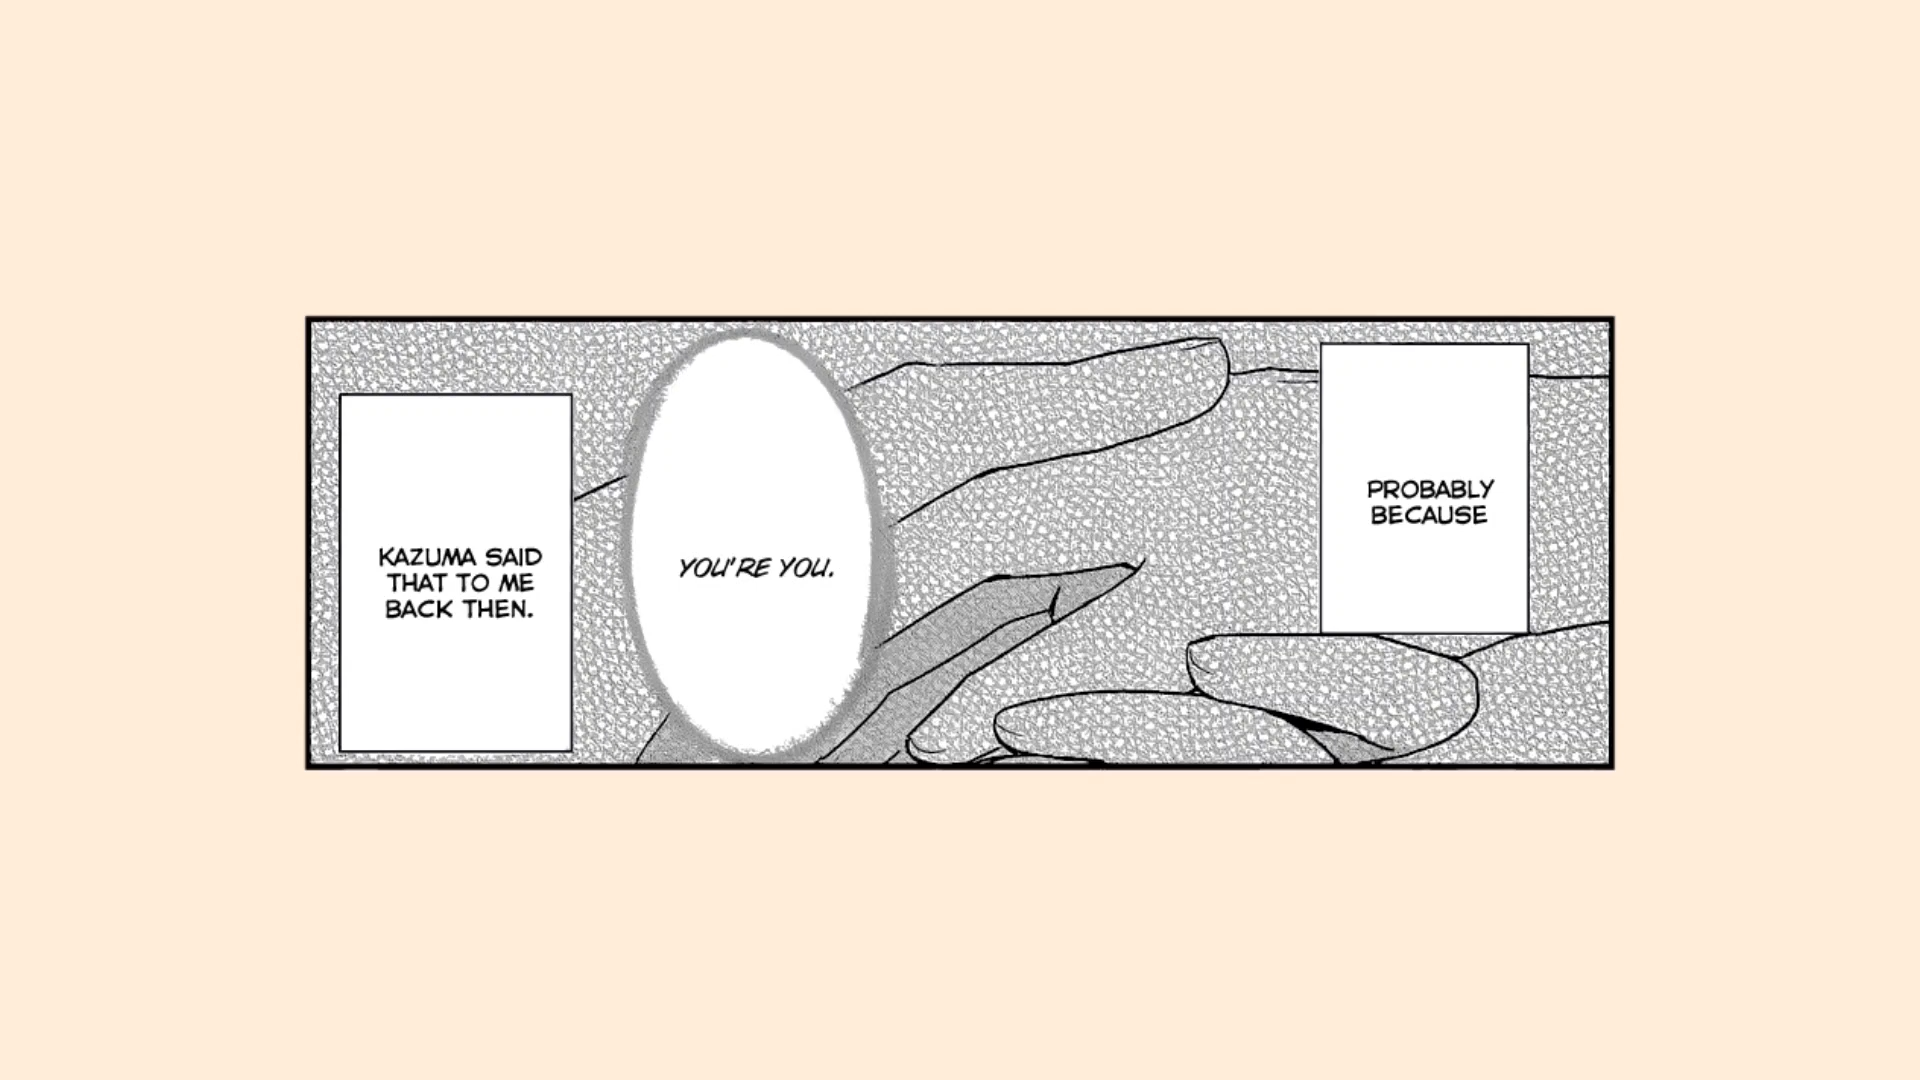 PROBABLY
BECAUSE
YOU'RE YOU.
KAZUMA SAID
THAT TO ME
BACK THEN.